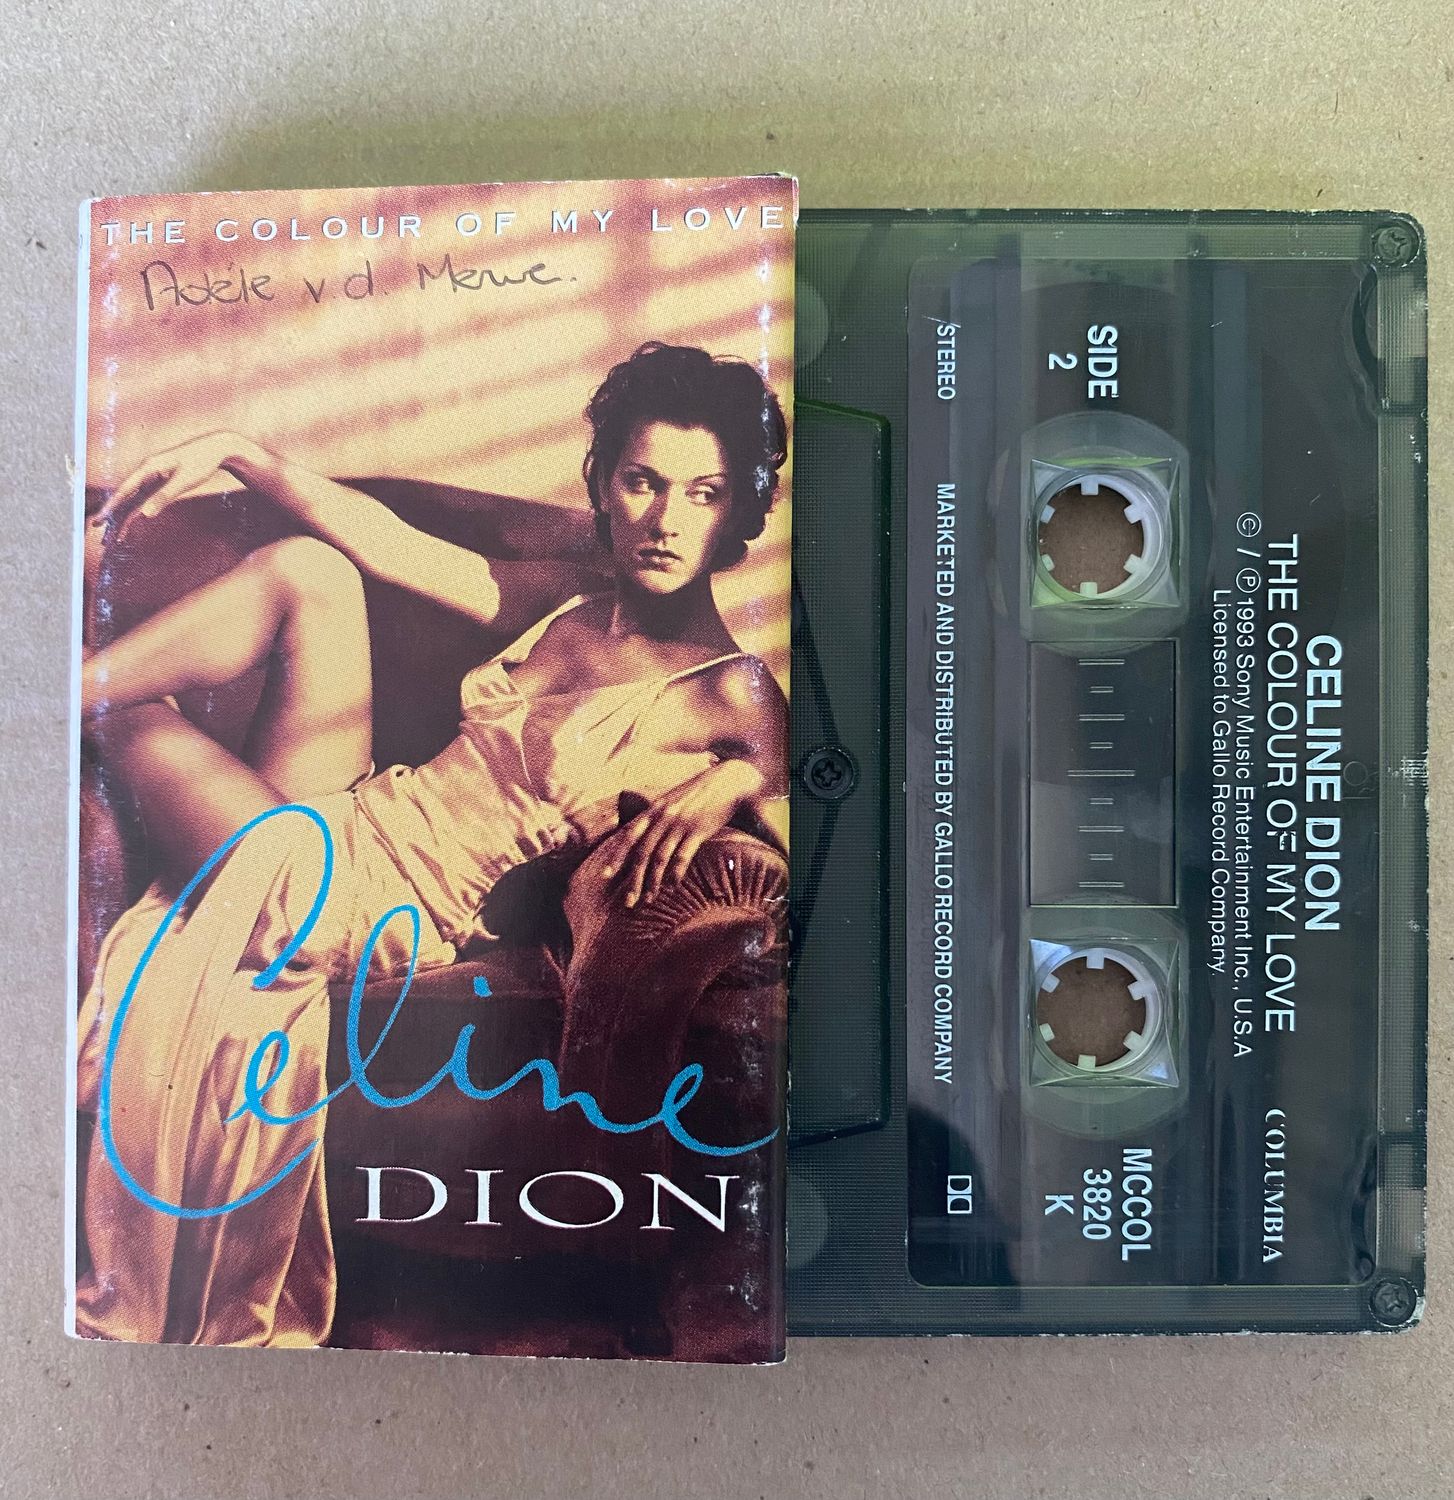 THE COLOUR OF MY LOVE
Adéle v.d. Merwe.
Celine
DION
CELINE DION
THE COLOUR OF MY LOVE
© / ℗ 1993 Sony Music Entertainment Inc., U.S.A
Licensed to Gallo Record Company.
COLUMBIA
SIDE
2
MCCOL
3820
K
STEREO
MARKETED AND DISTRIBUTED BY GALLO RECORD COMPANY